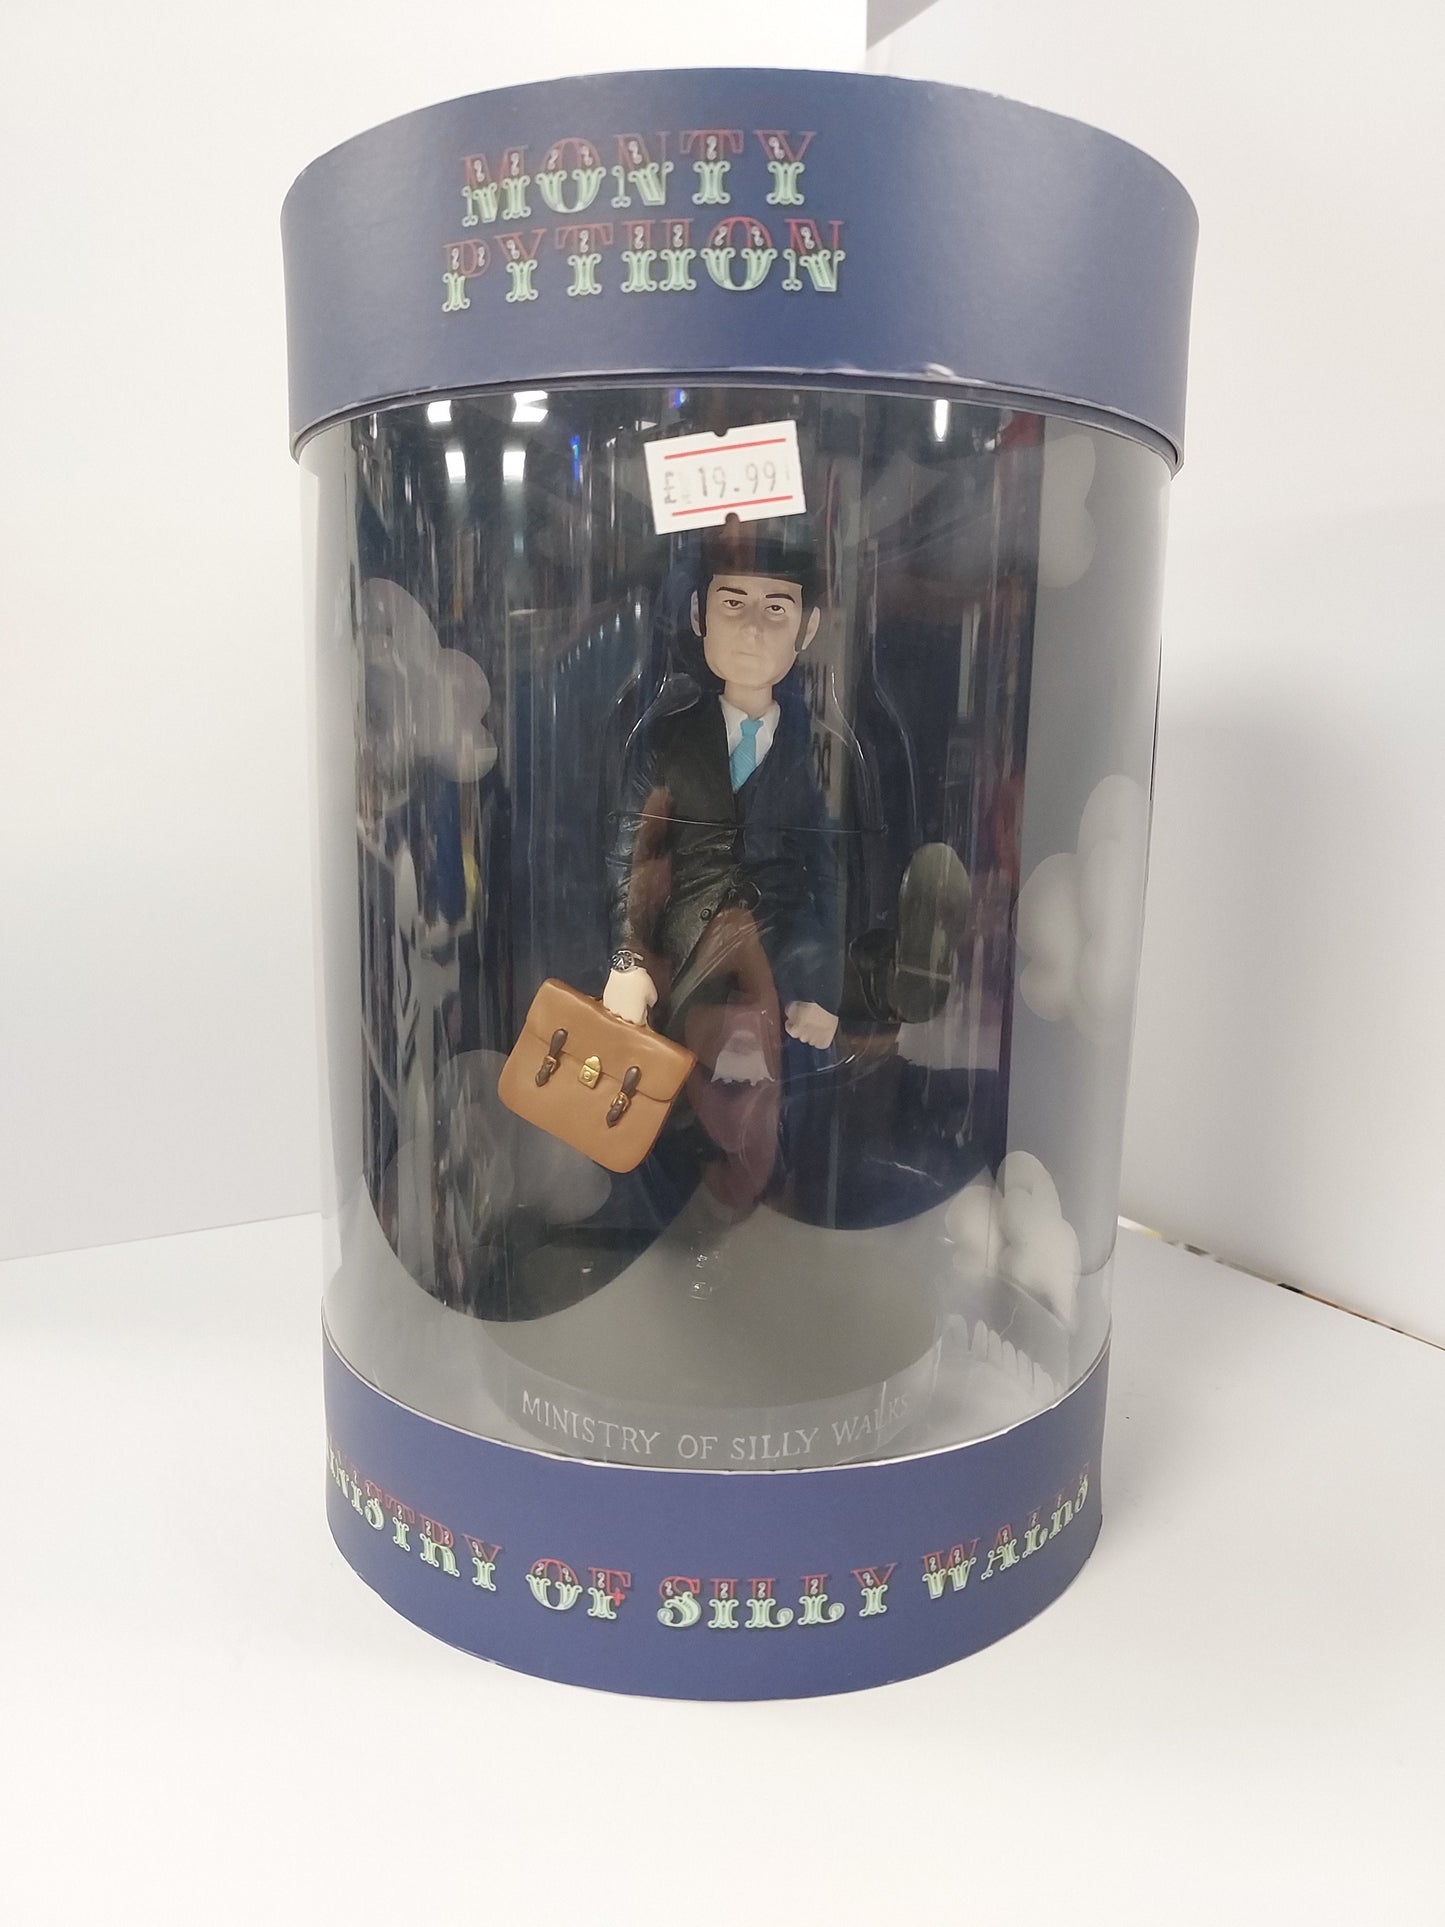 MONTY
PYTHON
£ 19.99
MINISTRY OF SILLY WALKS
MINISTRY OF SILLY WALKS